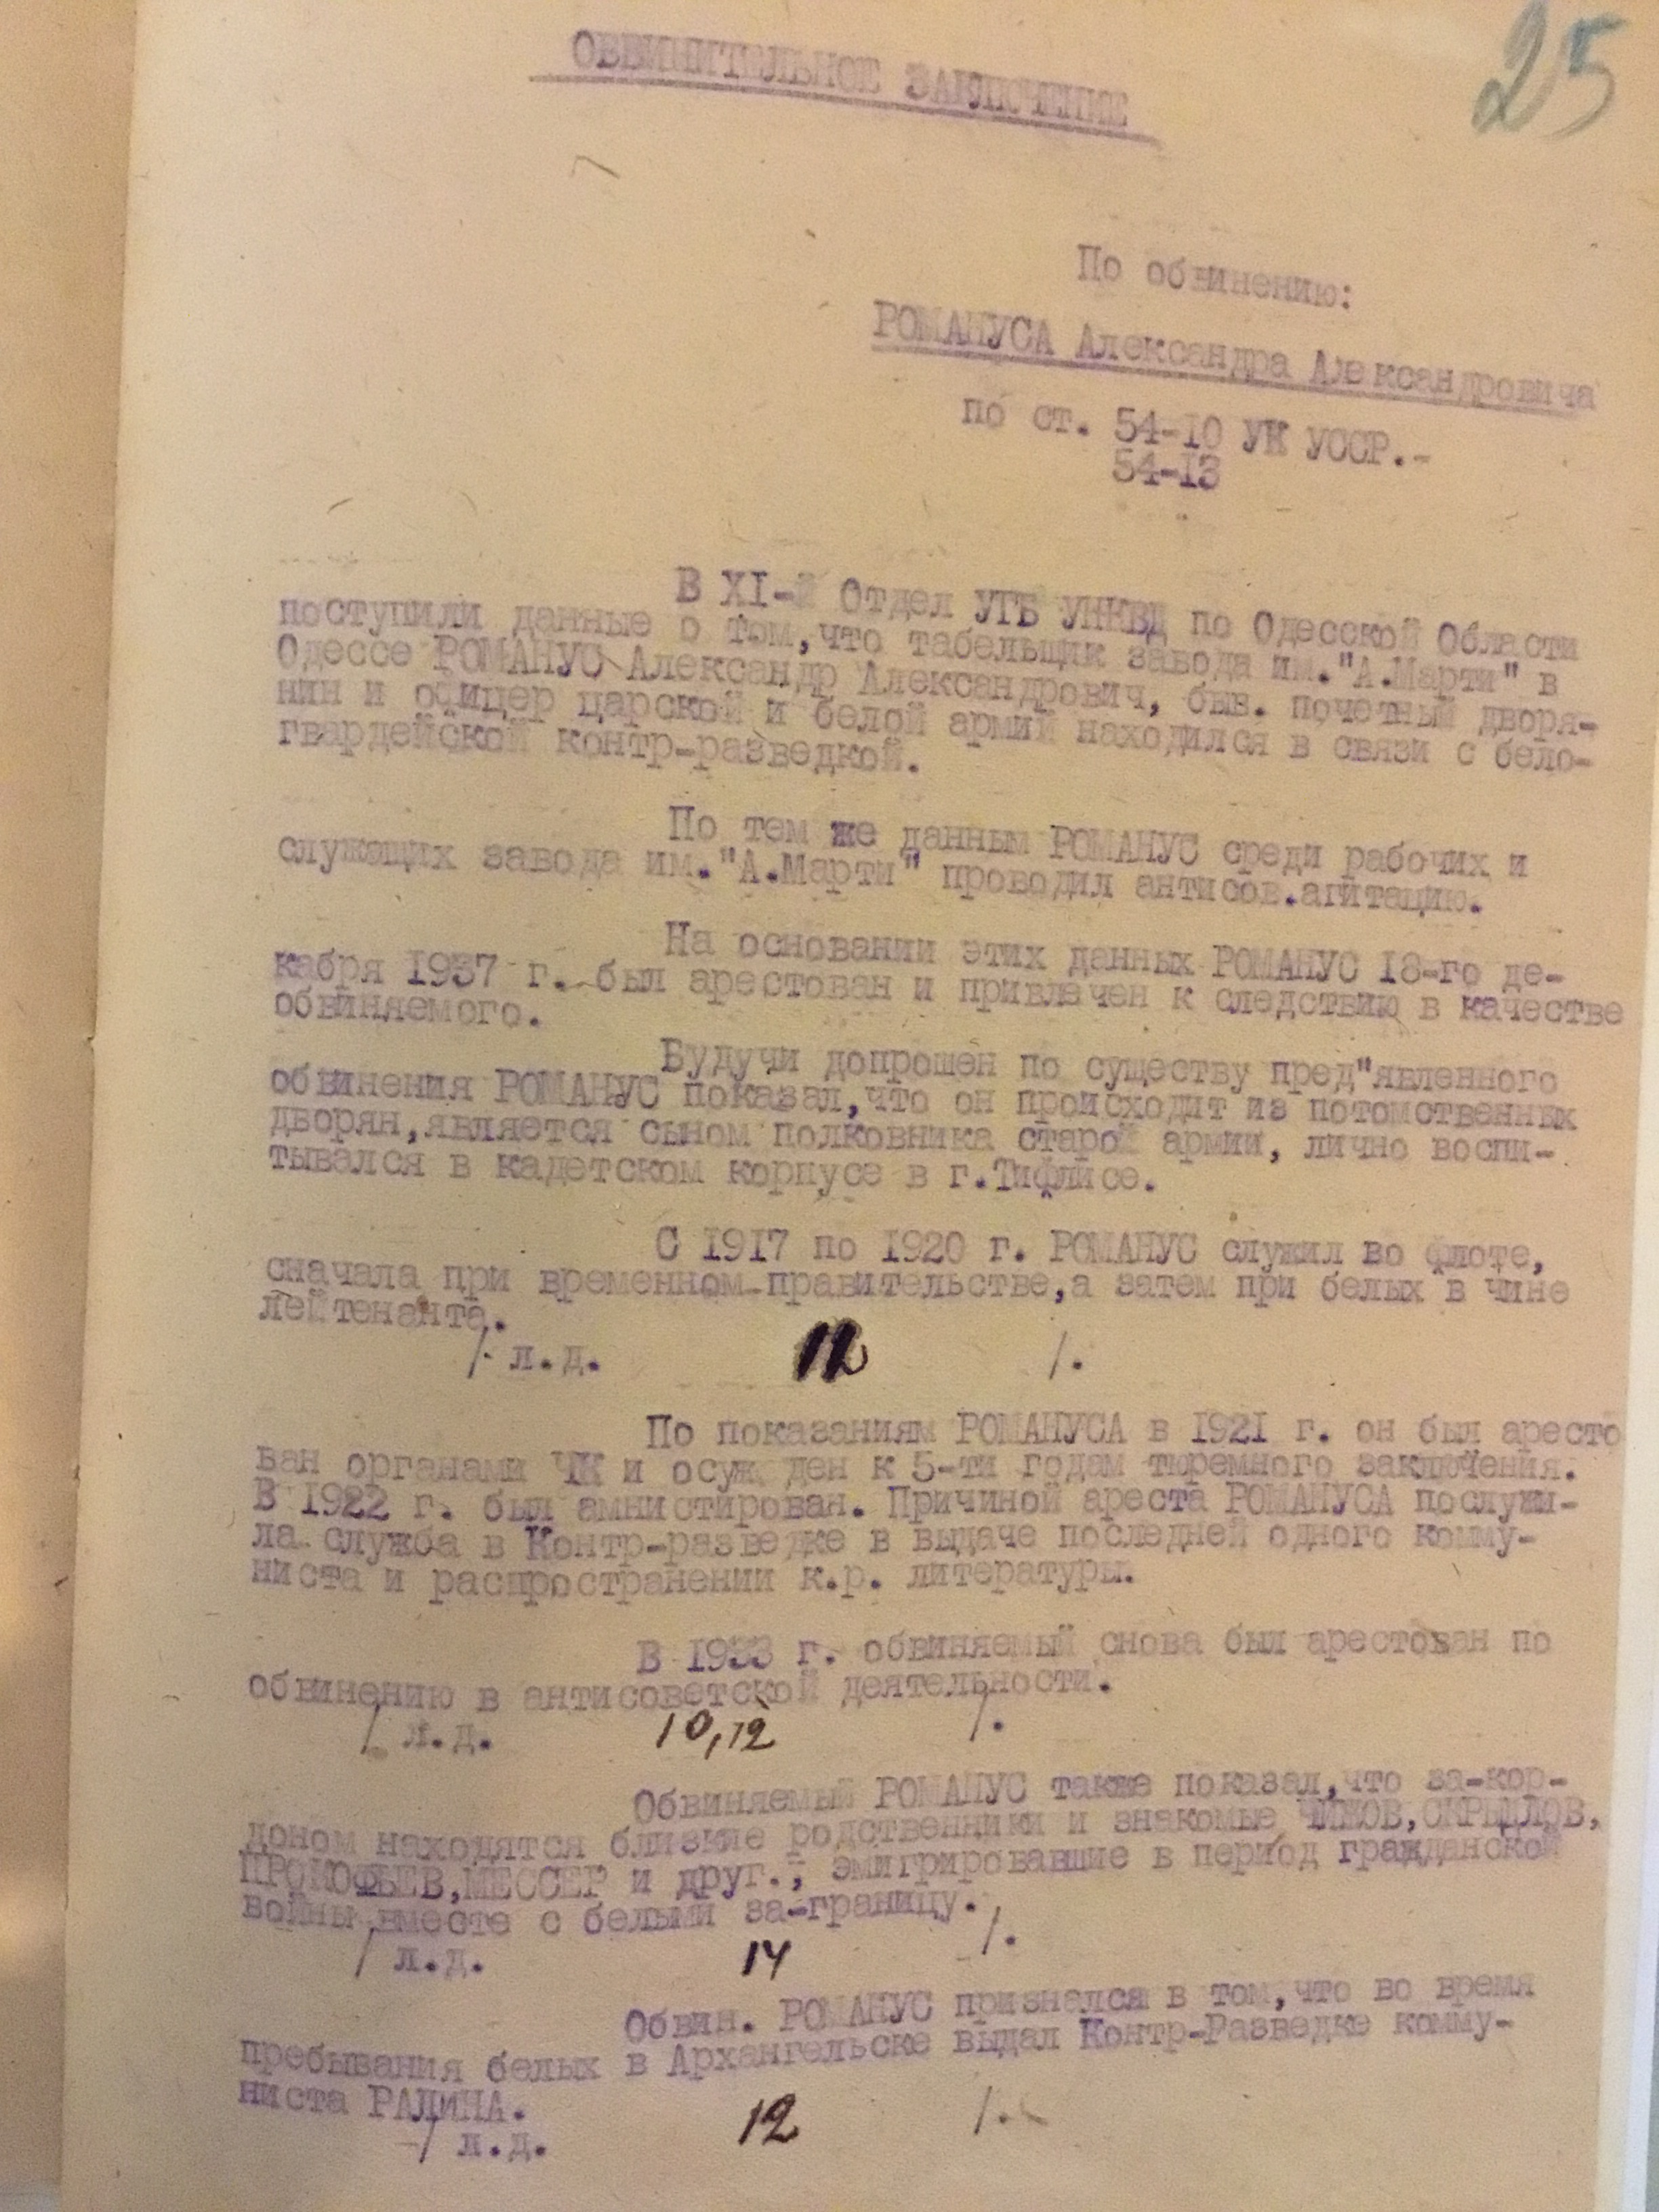 25
ОБВИНИТЕЛЬНОЕ ЗАКЛЮЧЕНИЕ
По обвинению:
РОМАНУСА Александра Александровича
по ст. 54-10 УК УССР.-
54-13
В XI-й Отдел УГБ УНКВД по Одесской Области
поступили данные о том,что табельщик завода им."А.Марти" в
Одессе РОМАНУС Александр Александрович, быв. почетный дворя-
нин и офицер царской и белой армий находился в связи с бело-
гвардейской контр-разведкой.
По тем же данным РОМАНУС среди рабочих и
служащих завода им."А.Марти" проводил антисов.агитацию.
На основании этих данных РОМАНУС 18-го де-
кабря 1937 г. был арестован и привлечен к следствию в качестве
обвиняемого.
Будучи допрошен по существу пред"явленного
обвинения РОМАНУС показал,что он происходит из потомственных
дворян,является сыном полковника старой армии, лично воспи-
тывался в кадетском корпусе в г.Тифлисе.
С 1917 по 1920 г. РОМАНУС служил во флоте,
сначала при временном правительстве,а затем при белых в чине
лейтенанта.
/. л.д. 12 /.
По показаниям РОМАНУСА в 1921 г. он был аресто
ван органами ЧК и осужден к 5-ти годам тюремного заключения.
В 1922 г. был амнистирован. Причиной ареста РОМАНУСА послужи-
ла служба в Контр-разведке в выдаче последней одного комму-
ниста и распространении к.р. литературы.
В 1933 г. обвиняемый снова был арестован по
обвинению в антисоветской деятельности.
/ л.д. 10,12 /.
Обвиняемый РОМАНУС также показал,что за-кор-
доном находятся близкие родственники и знакомые ЧИЖОВ,СКРЫДЛОВ,
ПРОКОФЬЕВ,МЕССЕР и друг., эмигрировавшие в период гражданской
войны вместе с белыми за-границу.
/ л.д. 14 /.
Обвин. РОМАНУС признался в том,что во время
пребывания белых в Архангельске выдал Контр-Разведке комму-
ниста РАЛИНА.
/ л.д. 12 /.